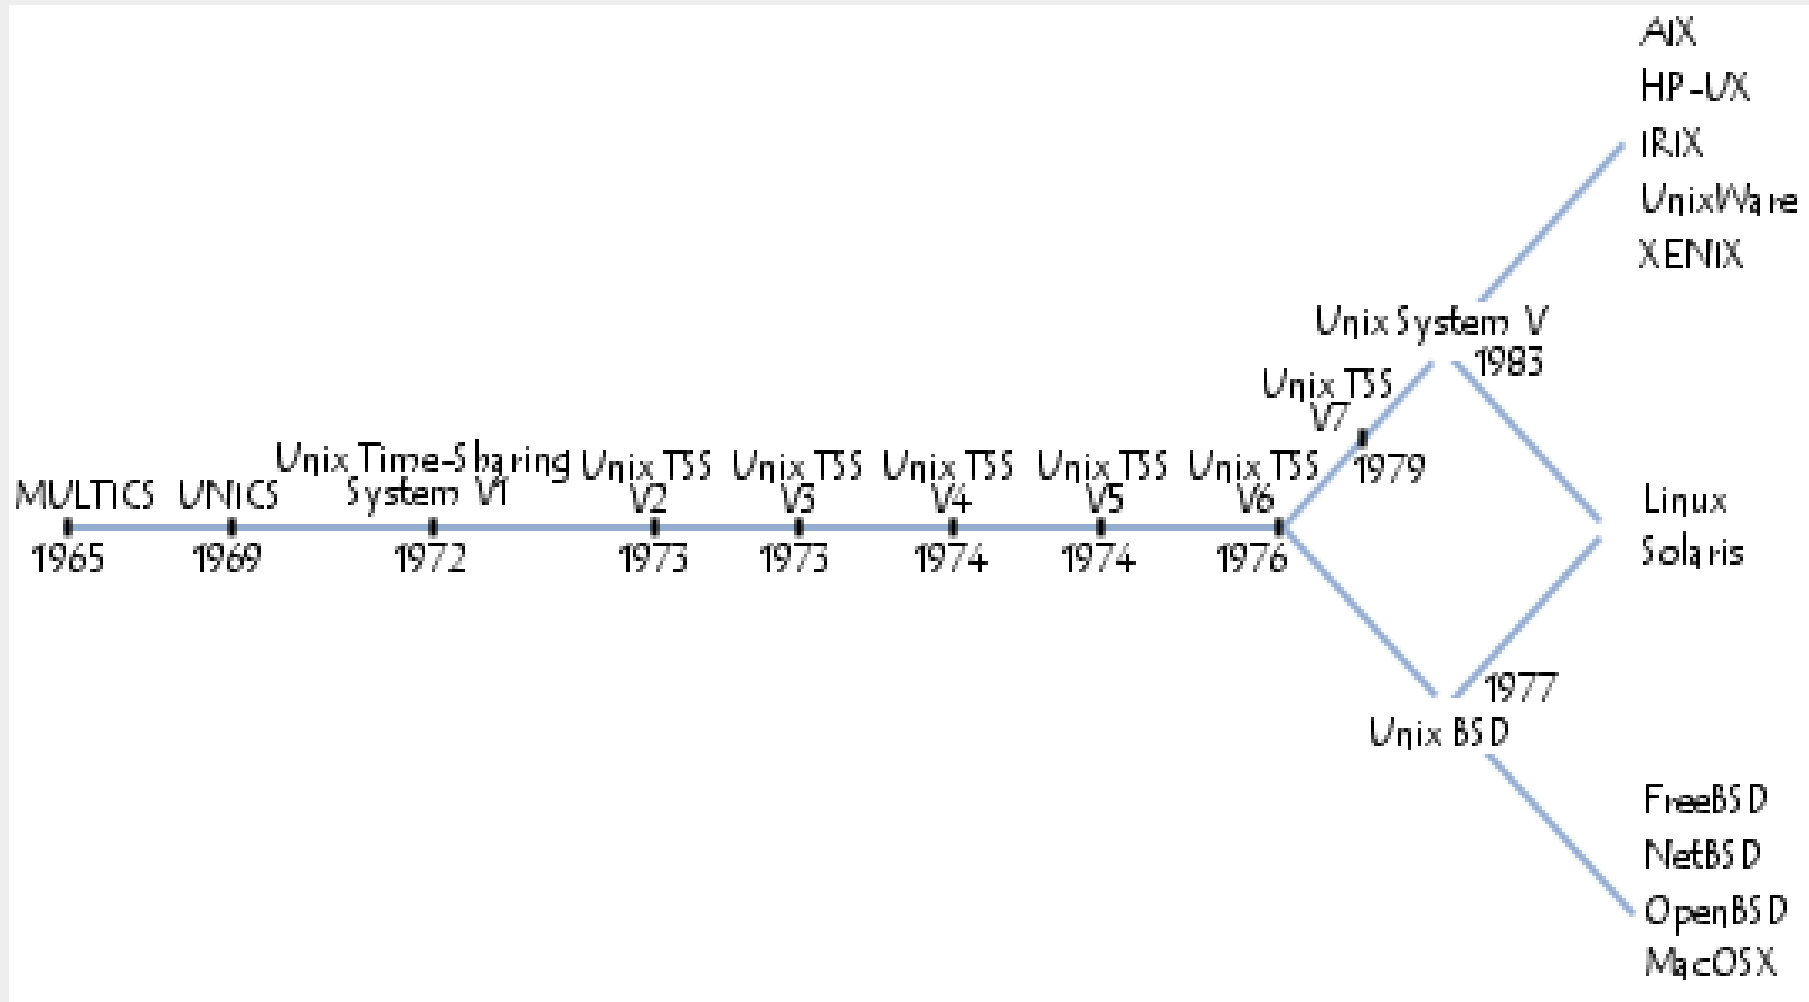 AIX
HP-UX
IRIX
UnixWare
XENIX
Unix System V
1983
Unix TSS
V7
1979
MULTICS
1965
UNICS
1969
Unix Time-Sharing
System V1
1972
Unix TSS
V2
1973
Unix TSS
V3
1973
Unix TSS
V4
1974
Unix TSS
V5
1974
Unix TSS
V6
1976
Linux
Solaris
1977
Unix BSD
FreeBSD
NetBSD
OpenBSD
MacOSX